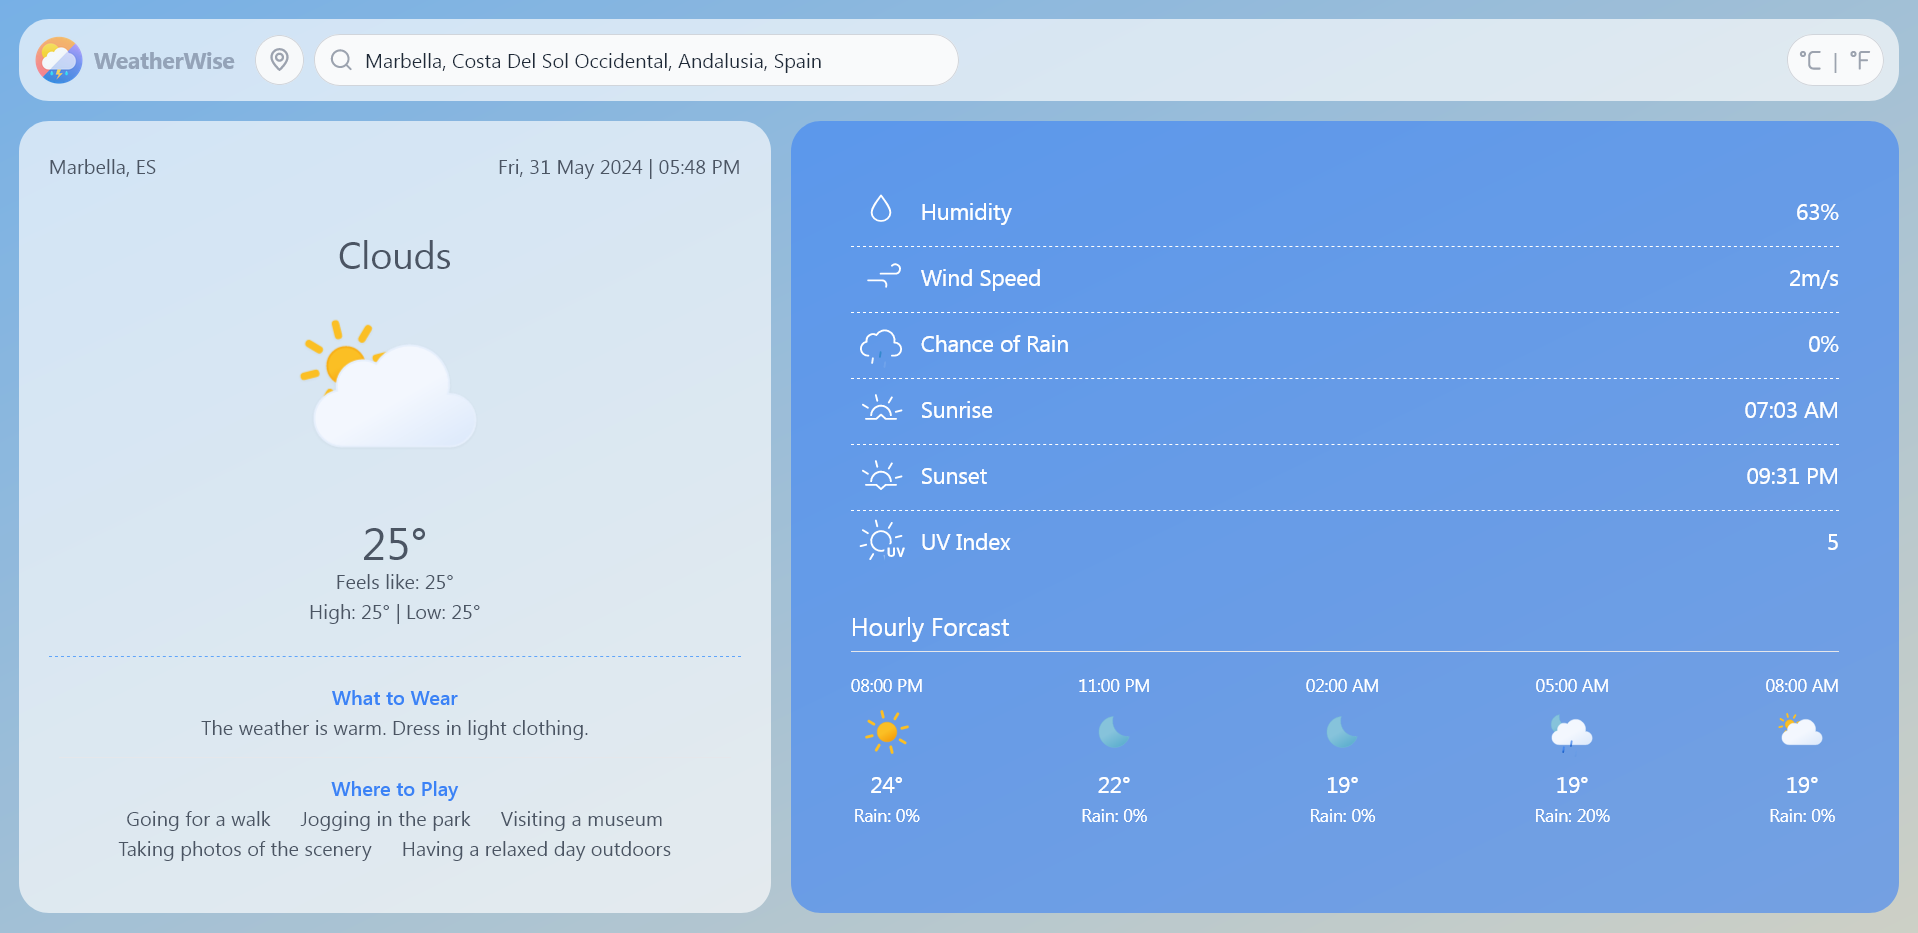 WeatherWise
Marbella, Costa Del Sol Occidental, Andalusia, Spain
°C | °F
Marbella, ES
Fri, 31 May 2024 | 05:48 PM
Clouds
25°
Feels like: 25°
High: 25° | Low: 25°
What to Wear
The weather is warm. Dress in light clothing.
Where to Play
Going for a walk Jogging in the park Visiting a museum
Taking photos of the scenery Having a relaxed day outdoors
Humidity 63%
Wind Speed 2m/s
Chance of Rain 0%
Sunrise 07:03 AM
Sunset 09:31 PM
UV UV Index 5
Hourly Forcast
08:00 PM 11:00 PM 02:00 AM 05:00 AM 08:00 AM
24° 22° 19° 19° 19°
Rain: 0% Rain: 0% Rain: 0% Rain: 20% Rain: 0%